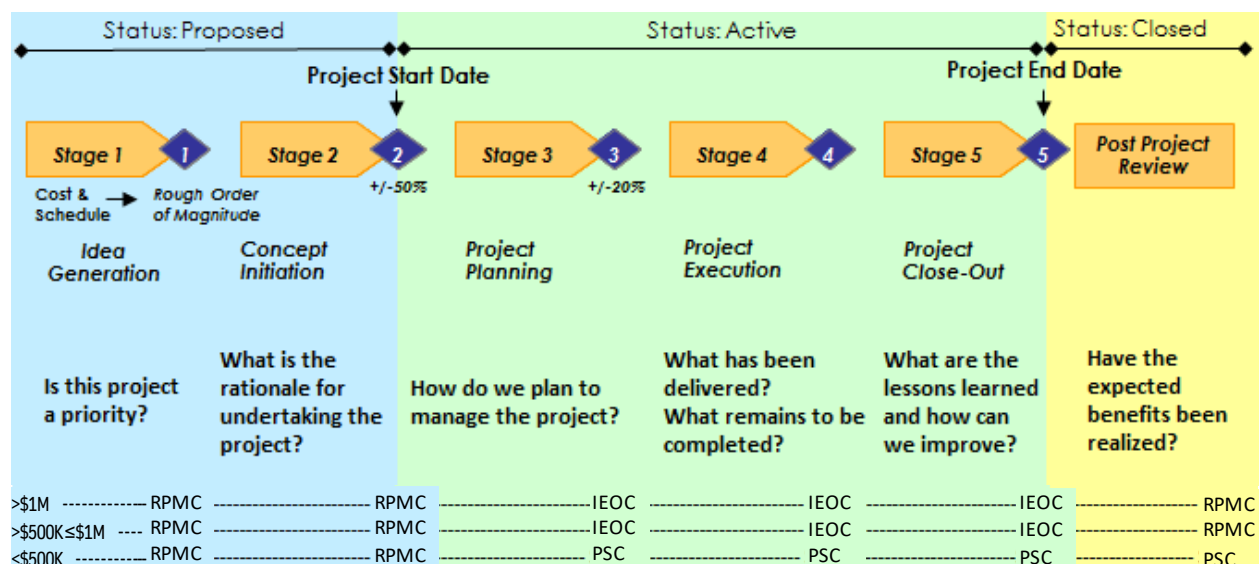 Status: Proposed
Status: Active
Status: Closed
Project Start Date
Project End Date
Stage 1
1
Stage 2
2
Stage 3
3
Stage 4
4
Stage 5
5
Post Project
Review
+/-50%
+/-20%
Cost &
Schedule
Rough Order
of Magnitude
Idea
Generation
Concept
Initiation
Project
Planning
Project
Execution
Project
Close-Out
Is this project
a priority?
What is the
rationale for
undertaking the
project?
How do we plan to
manage the project?
What has been
delivered?
What remains to be
completed?
What are the
lessons learned
and how can
we improve?
Have the
expected
benefits been
realized?
>$1M ------------- RPMC ---------------------- RPMC ---------------------- IEOC ---------------------- IEOC ---------------------- IEOC ---------------------- RPMC
>$500K≤$1M ---- RPMC ---------------------- RPMC ---------------------- IEOC ---------------------- IEOC ---------------------- IEOC ---------------------- RPMC
<$500K ------------- RPMC ---------------------- RPMC ---------------------- PSC ---------------------- PSC ---------------------- PSC ---------------------- PSC